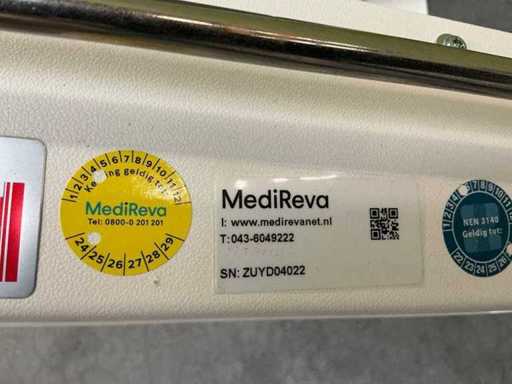 1 2 3 4 5 6 7 8 9 10 11 12
Keuring geldig tot:
MediReva
Tel: 0800-0 201 201
24 25 26 27 28 29
MediReva
I: www.medirevanet.nl
T: 043-6049222
SN: ZUYD04022
NEN 3140
Geldig tot:
22 23 24 25 26